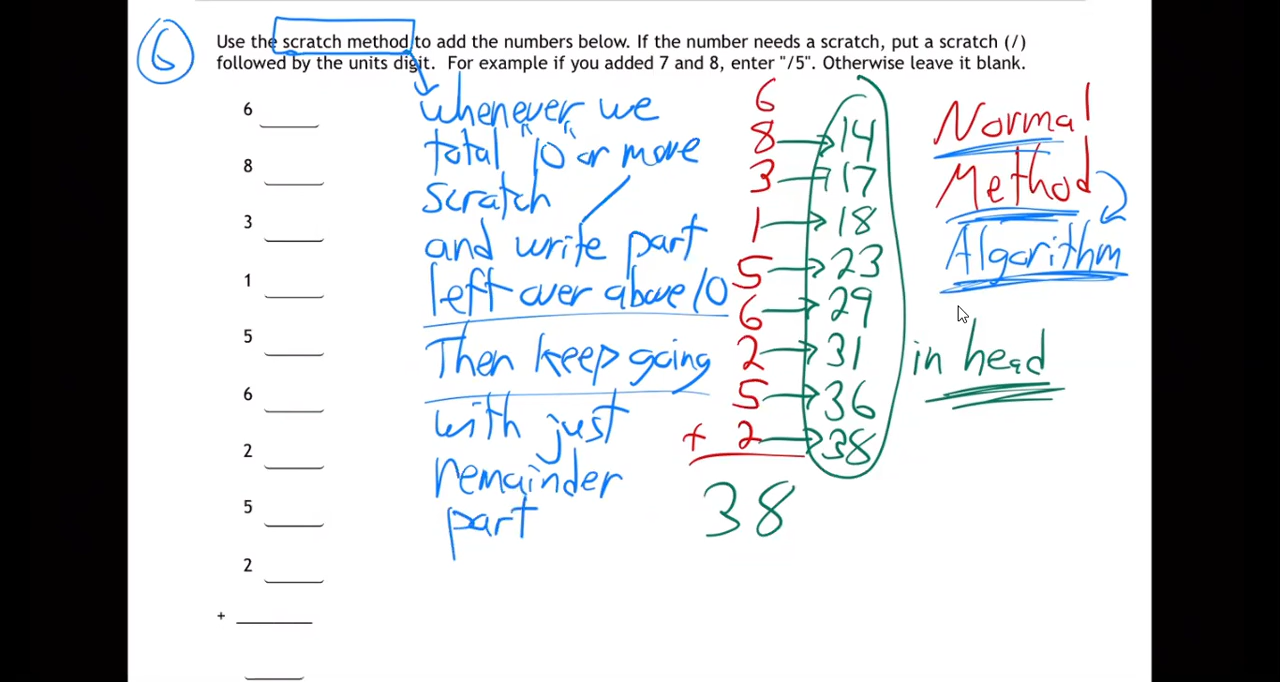 6
Use the scratch method to add the numbers below. If the number needs a scratch, put a scratch (/)
followed by the units digit. For example if you added 7 and 8, enter "/5". Otherwise leave it blank.
6
8
3
1
5
6
2
5
2
+
whenever we
total 10 or more
scratch /
and write part
left over above 10
Then keep going
with just
remainder
part
6
8 → 14
3 → 17
1 → 18
5 → 23
6 → 29
2 → 31
5 → 36
+ 2 → 38
38
Normal
Method
Algorithm
in head